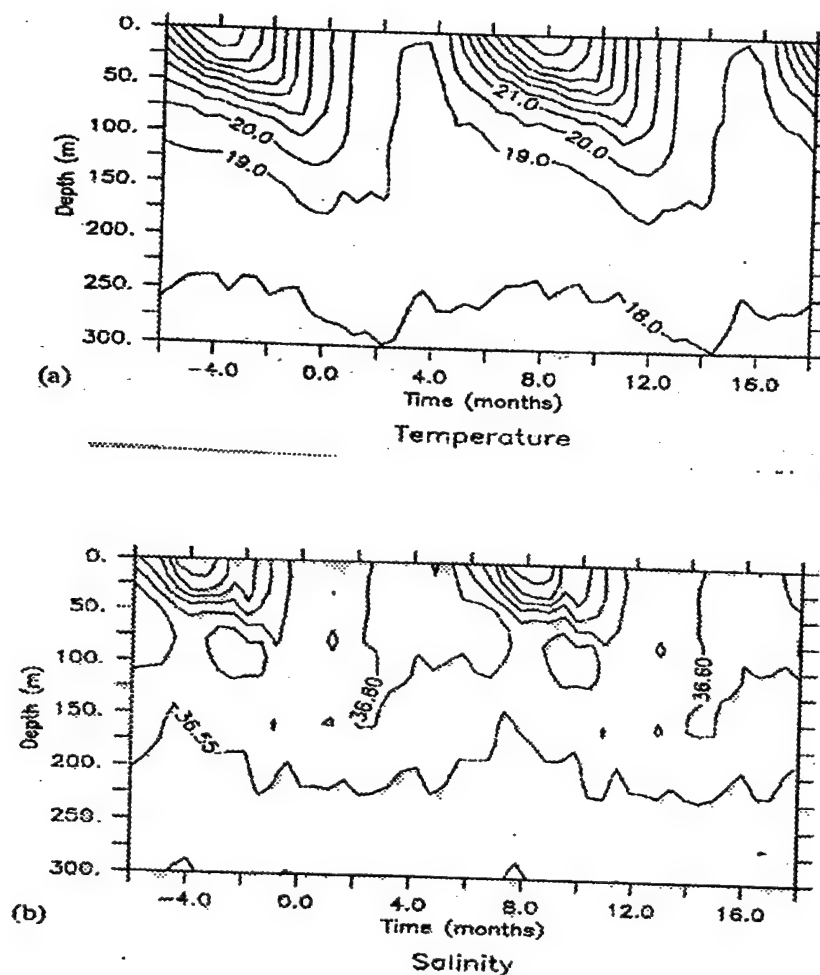 0.
50.
100.
150.
200.
250.
300.
Depth (m)
21.0
20.0
19.0
20.0
19.0
18.0
-4.0 0.0 4.0 8.0 12.0 16.0
(a)
Time (months)
Temperature
0.
50.
100.
150.
200.
250.
300.
Depth (m)
36.55
36.60
36.60
-4.0 0.0 4.0 8.0 12.0 16.0
(b)
Time (months)
Salinity